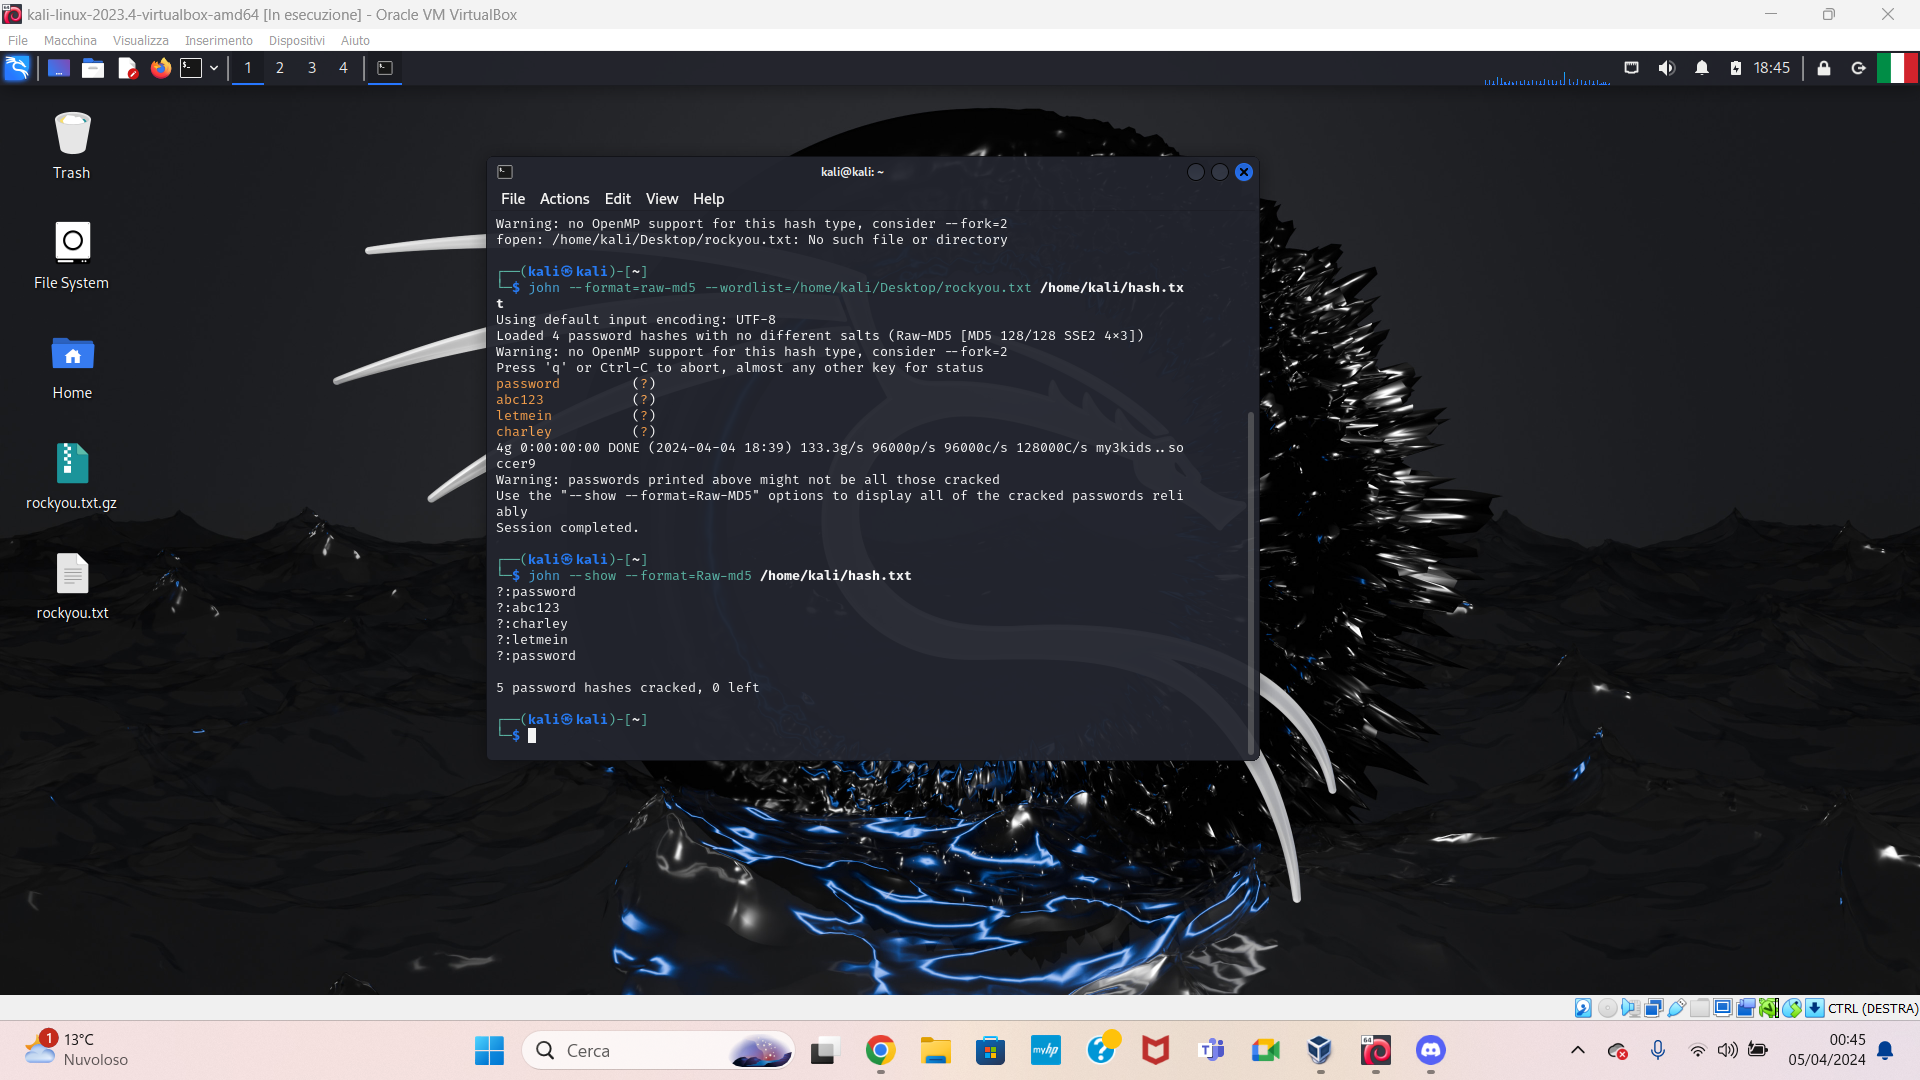 kali-linux-2023.4-virtualbox-amd64 [In esecuzione] - Oracle VM VirtualBox
File Macchina Visualizza Inserimento Dispositivi Aiuto
1 2 3 4
18:45
Trash
File System
Home
rockyou.txt.gz
rockyou.txt
kali@kali: ~
File Actions Edit View Help
Warning: no OpenMP support for this hash type, consider --fork=2
fopen: /home/kali/Desktop/rockyou.txt: No such file or directory
┌──(kali㉿kali)-[~]
└─$ john --format=raw-md5 --wordlist=/home/kali/Desktop/rockyou.txt /home/kali/hash.tx
t
Using default input encoding: UTF-8
Loaded 4 password hashes with no different salts (Raw-MD5 [MD5 128/128 SSE2 4×3])
Warning: no OpenMP support for this hash type, consider --fork=2
Press 'q' or Ctrl-C to abort, almost any other key for status
password (?)
abc123 (?)
letmein (?)
charley (?)
4g 0:00:00:00 DONE (2024-04-04 18:39) 133.3g/s 96000p/s 96000c/s 128000C/s my3kids..so
ccer9
Warning: passwords printed above might not be all those cracked
Use the "--show --format=Raw-MD5" options to display all of the cracked passwords reli
ably
Session completed.
┌──(kali㉿kali)-[~]
└─$ john --show --format=Raw-md5 /home/kali/hash.txt
?:password
?:abc123
?:charley
?:letmein
?:password
5 password hashes cracked, 0 left
┌──(kali㉿kali)-[~]
└─$
CTRL (DESTRA)
1
13°C
Nuvoloso
Cerca
myhp
64
00:45
05/04/2024